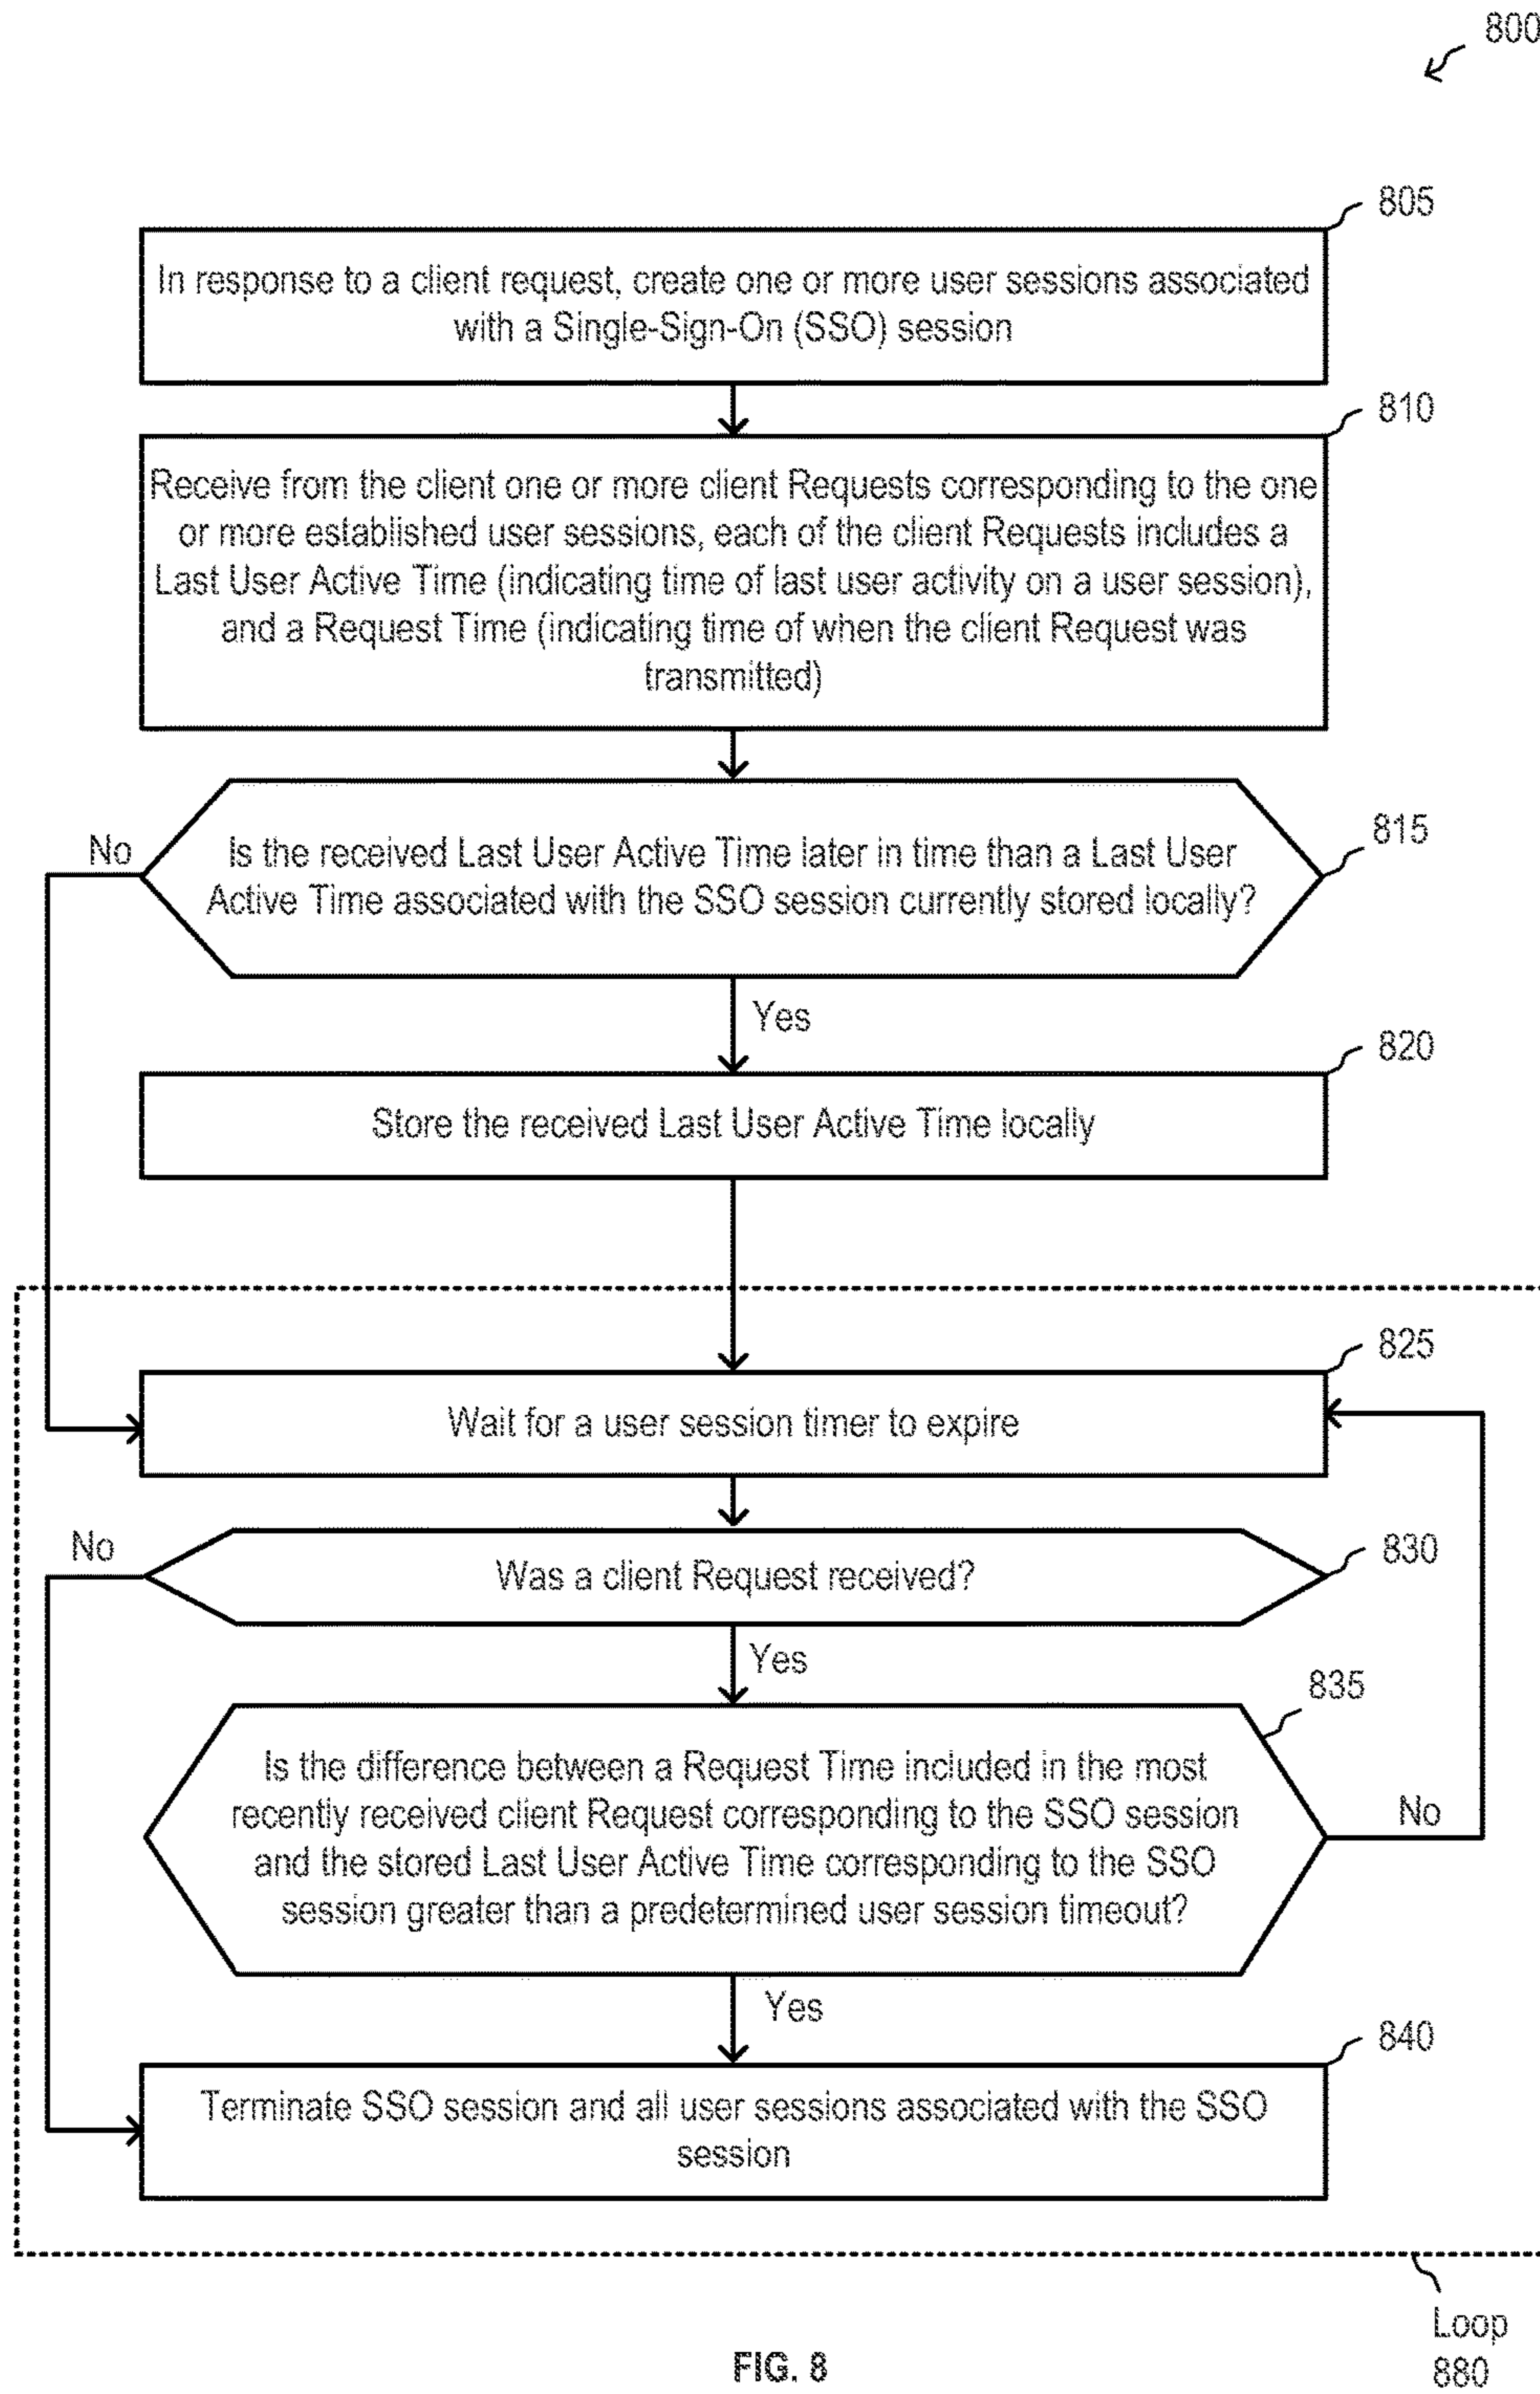 800
805
In response to a client request, create one or more user sessions associated
with a Single-Sign-On (SSO) session
810
Receive from the client one or more client Requests corresponding to the one
or more established user sessions, each of the client Requests includes a
Last User Active Time (indicating time of last user activity on a user session),
and a Request Time (indicating time of when the client Request was
transmitted)
815
No
Is the received Last User Active Time later in time than a Last User
Active Time associated with the SSO session currently stored locally?
Yes
820
Store the received Last User Active Time locally
825
Wait for a user session timer to expire
No
830
Was a client Request received?
Yes
835
Is the difference between a Request Time included in the most
recently received client Request corresponding to the SSO session
and the stored Last User Active Time corresponding to the SSO
session greater than a predetermined user session timeout?
No
Yes
840
Terminate SSO session and all user sessions associated with the SSO
session
Loop
880
FIG. 8